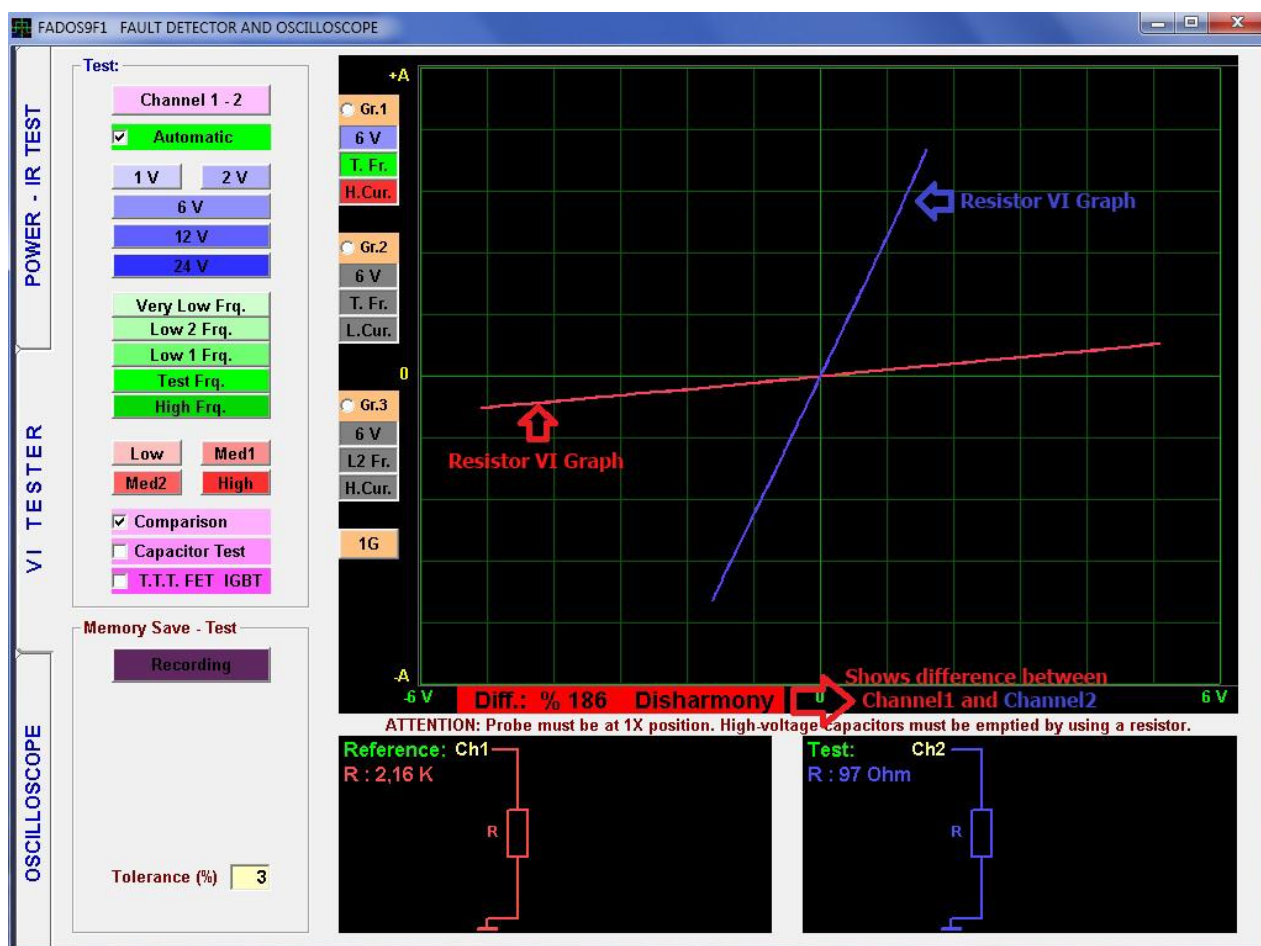 FADOS9F1 FAULT DETECTOR AND OSCILLOSCOPE
POWER - IR TEST
VI TESTER
OSCILLOSCOPE
Test:
Channel 1 - 2
Automatic
1 V
2 V
6 V
12 V
24 V
Very Low Frq.
Low 2 Frq.
Low 1 Frq.
Test Frq.
High Frq.
Low
Med1
Med2
High
Comparison
Capacitor Test
T.T.T. FET IGBT
Memory Save - Test
Recording
Tolerance (%) 3
Gr.1
6 V
T. Fr.
H.Cur.
Gr.2
6 V
T. Fr.
L.Cur.
Gr.3
6 V
L2 Fr.
H.Cur.
1G
+A
0
-A
Resistor VI Graph
Resistor VI Graph
Shows difference between
Channel1 and Channel2
-6 V
Diff.: % 186 Disharmony
0
6 V
ATTENTION: Probe must be at 1X position. High-voltage capacitors must be emptied by using a resistor.
Reference: Ch1
R : 2,16 K
R
Test: Ch2
R : 97 Ohm
R